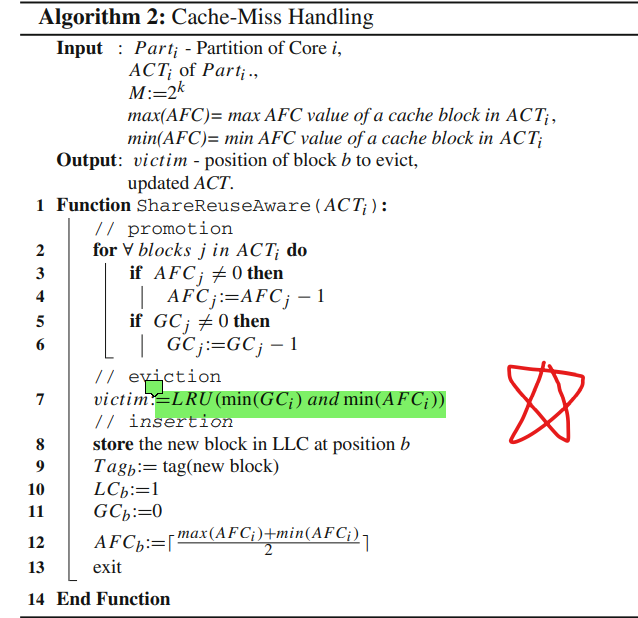 Algorithm 2: Cache-Miss Handling
Input : Part_i - Partition of Core i,
ACT_i of Part_i.,
M:=2^k
max(AFC)= max AFC value of a cache block in ACT_i,
min(AFC)= min AFC value of a cache block in ACT_i
Output: victim - position of block b to evict,
updated ACT.
1 Function ShareReuseAware(ACT_i):
// promotion
2 for ∀ blocks j in ACT_i do
3 if AFC_j ≠ 0 then
4 AFC_j:=AFC_j − 1
5 if GC_j ≠ 0 then
6 GC_j:=GC_j − 1
// eviction
7 victim:=LRU(min(GC_i) and min(AFC_i))
// insertion
8 store the new block in LLC at position b
9 Tag_b:= tag(new block)
10 LC_b:=1
11 GC_b:=0
12 AFC_b:=⌈(max(AFC_i)+min(AFC_i))/2⌉
13 exit
14 End Function